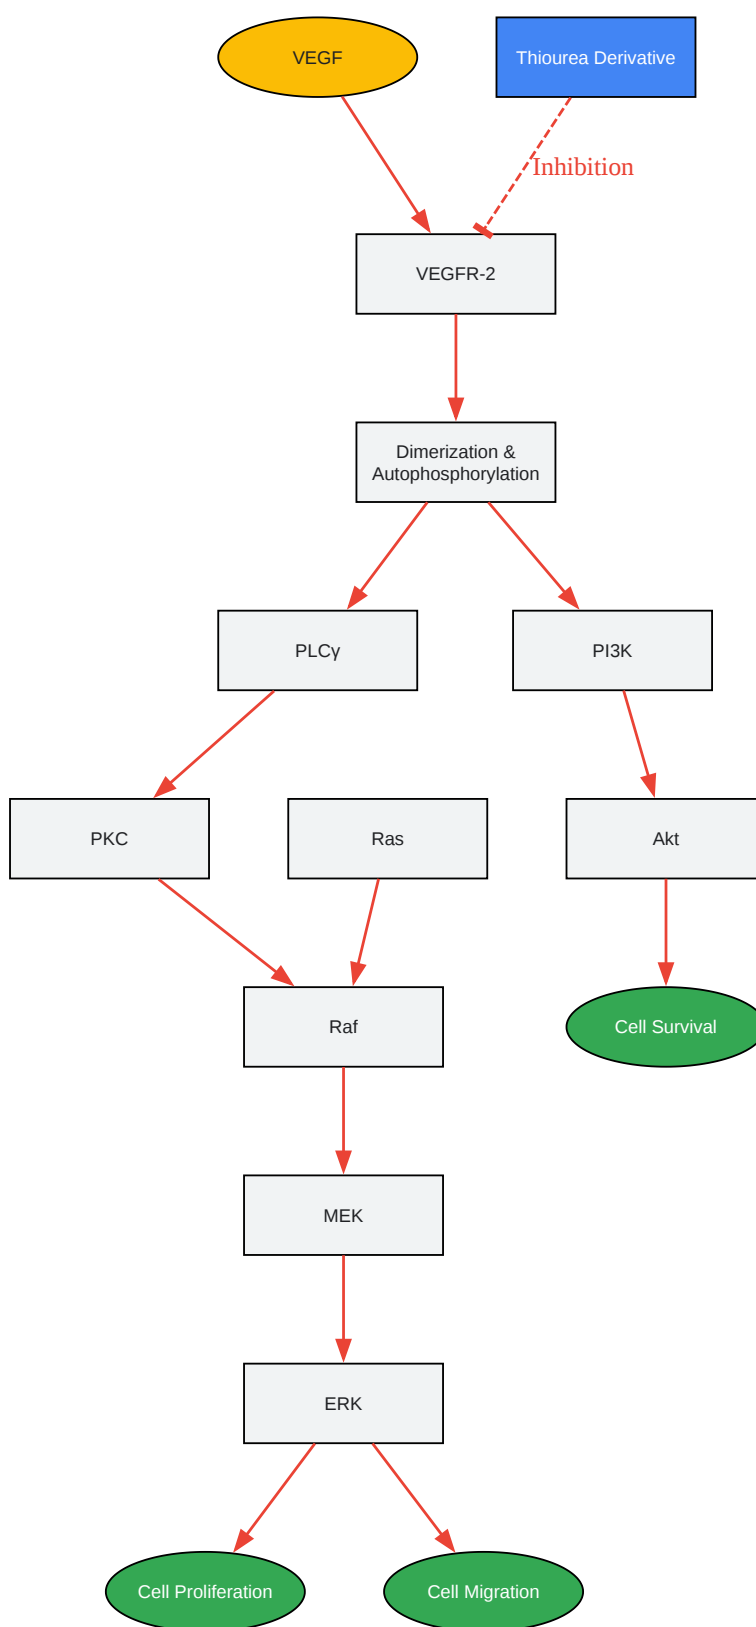 VEGF
Thiourea Derivative
Inhibition
VEGFR-2
Dimerization &
Autophosphorylation
PLCγ
PI3K
PKC
Ras
Akt
Raf
Cell Survival
MEK
ERK
Cell Proliferation
Cell Migration